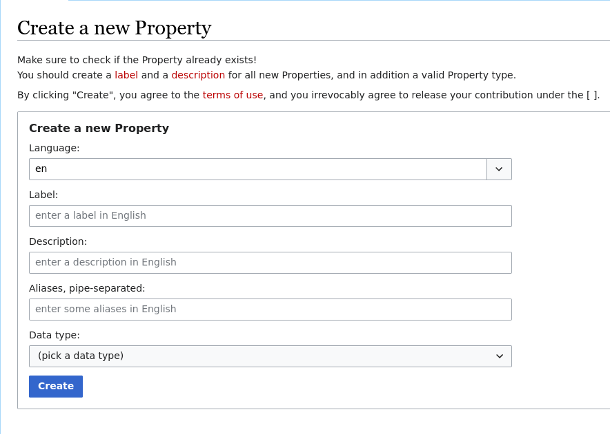 Create a new Property
Make sure to check if the Property already exists!
You should create a label and a description for all new Properties, and in addition a valid Property type.
By clicking "Create", you agree to the terms of use, and you irrevocably agree to release your contribution under the [ ].
Create a new Property
Language:
en
Label:
enter a label in English
Description:
enter a description in English
Aliases, pipe-separated:
enter some aliases in English
Data type:
(pick a data type)
Create